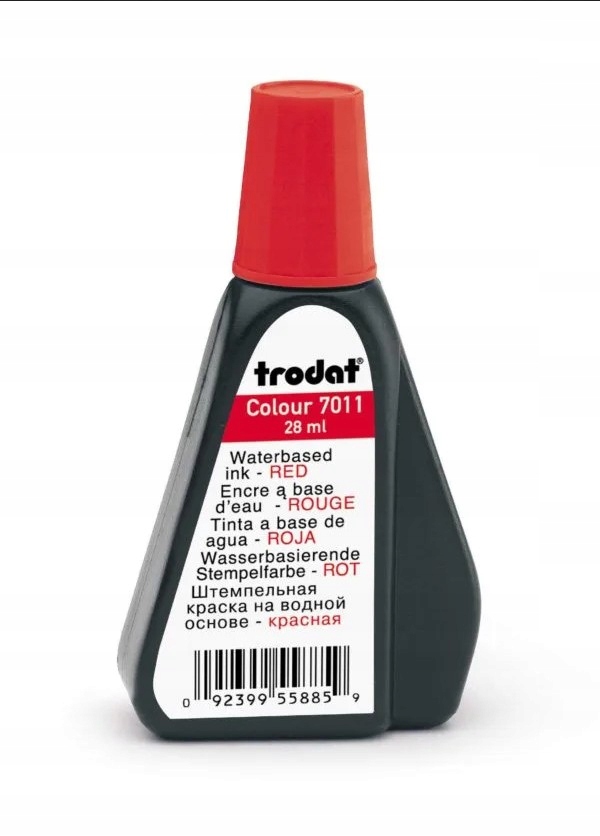 trodat®
Colour 7011
28 ml
Waterbased
ink - RED
Encre ą base
d'eau - ROUGE
Tinta a base de
agua - ROJA
Wasserbasierende
Stempelfarbe - ROT
Штемпельная
краска на водной
основе - красная
0 92399 55885 9